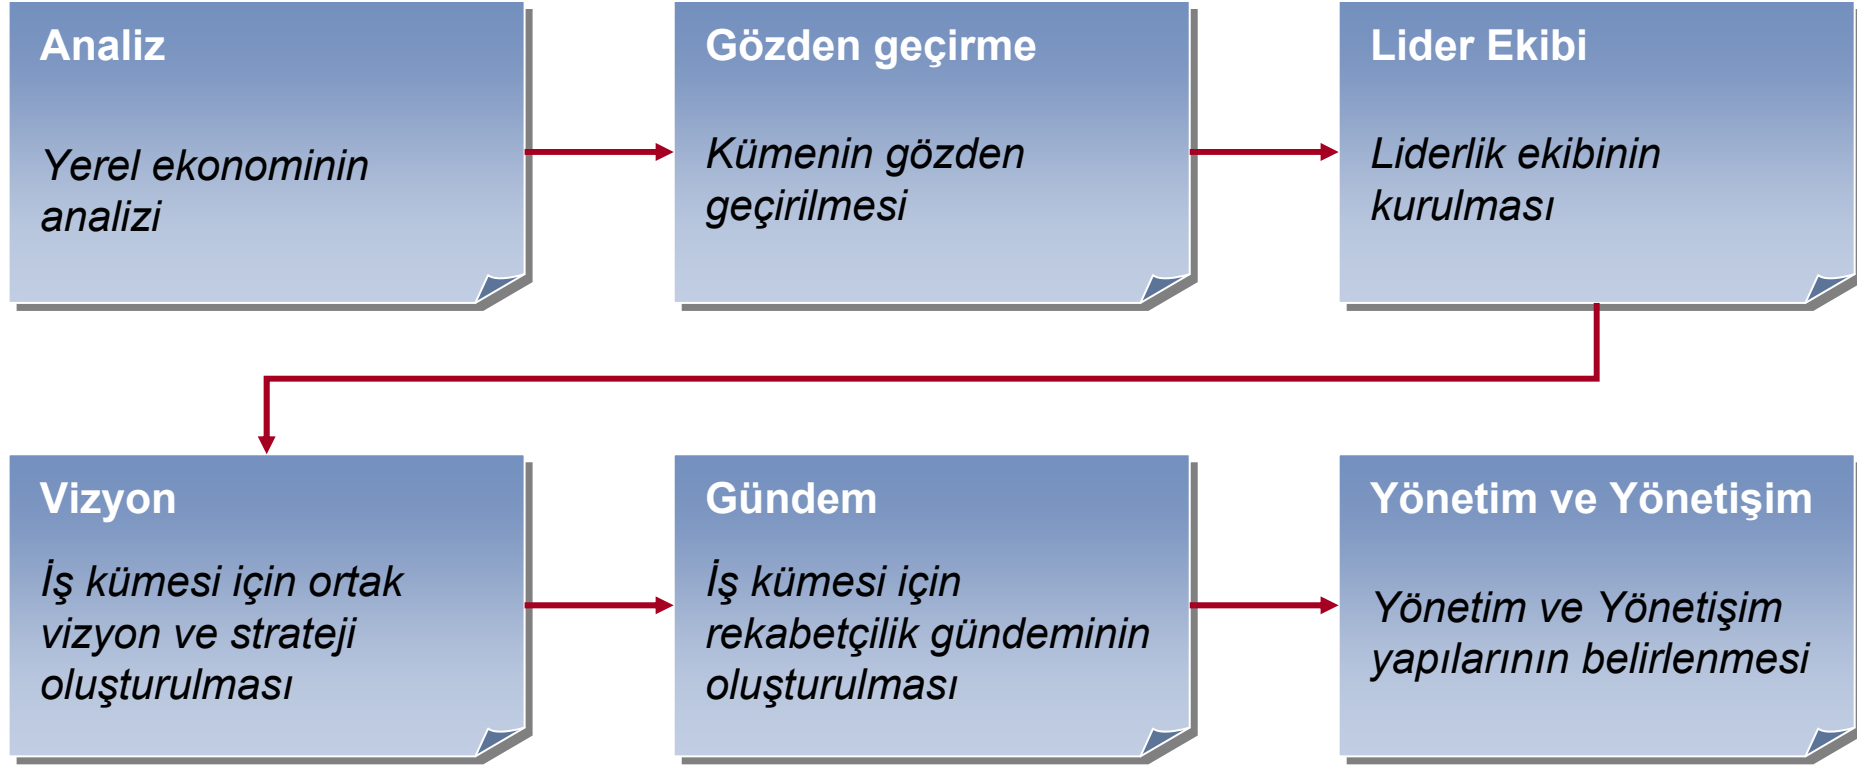 Analiz
Yerel ekonominin
analizi
Gözden geçirme
Kümenin gözden
geçirilmesi
Lider Ekibi
Liderlik ekibinin
kurulması
Vizyon
İş kümesi için ortak
vizyon ve strateji
oluşturulması
Gündem
İş kümesi için
rekabetçilik gündeminin
oluşturulması
Yönetim ve Yönetişim
Yönetim ve Yönetişim
yapılarının belirlenmesi